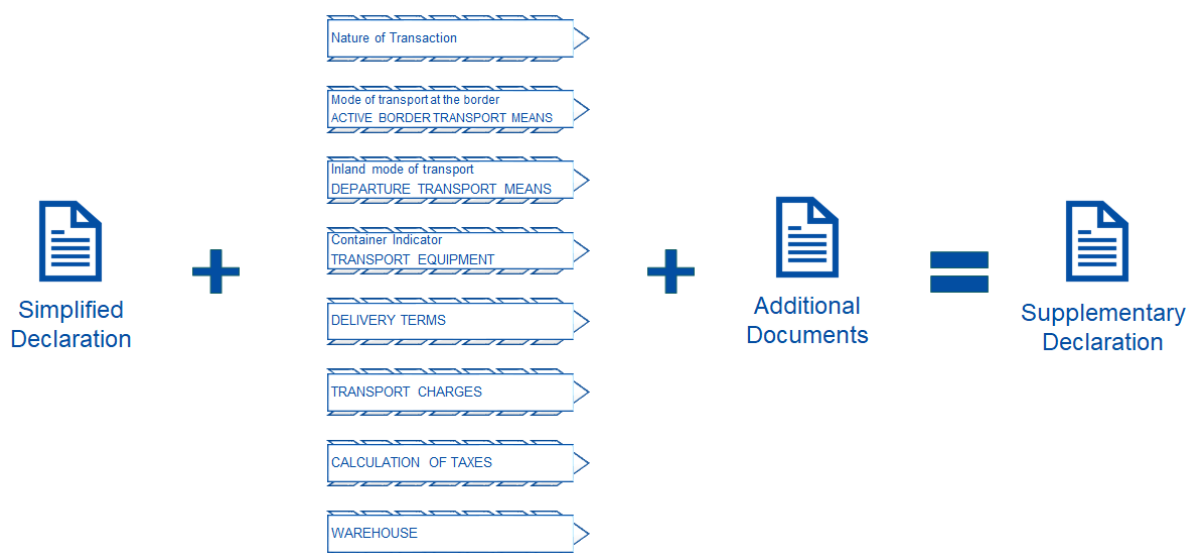 Simplified
Declaration
Nature of Transaction
Mode of transport at the border
ACTIVE BORDER TRANSPORT MEANS
Inland mode of transport
DEPARTURE TRANSPORT MEANS
Container Indicator
TRANSPORT EQUIPMENT
DELIVERY TERMS
TRANSPORT CHARGES
CALCULATION OF TAXES
WAREHOUSE
Additional
Documents
Supplementary
Declaration